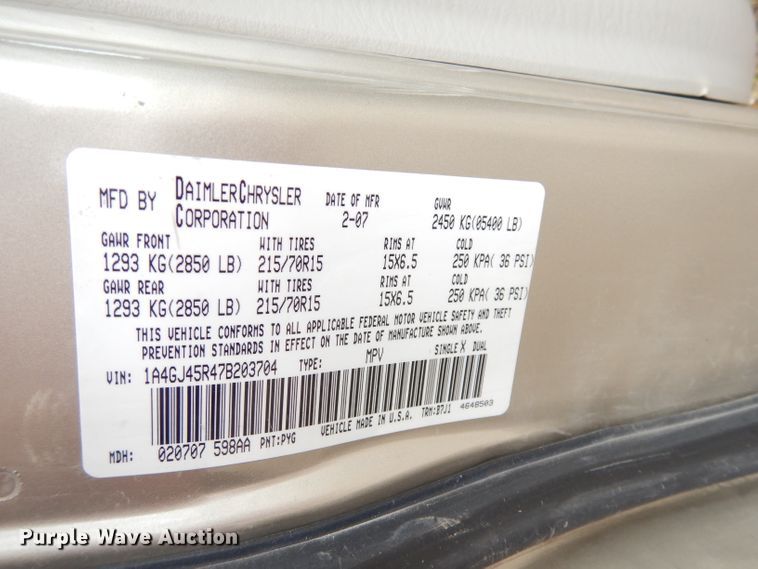 MFD BY DAIMLERCHRYSLER CORPORATION DATE OF MFR 2-07 GVWR 2450 KG(05400 LB)
GAWR FRONT WITH TIRES RIMS AT COLD
1293 KG(2850 LB) 215/70R15 15X6.5 250 KPA( 36 PSI)
GAWR REAR WITH TIRES RIMS AT COLD
1293 KG(2850 LB) 215/70R15 15X6.5 250 KPA( 36 PSI)
THIS VEHICLE CONFORMS TO ALL APPLICABLE FEDERAL MOTOR VEHICLE SAFETY AND THEFT
PREVENTION STANDARDS IN EFFECT ON THE DATE OF MANUFACTURE SHOWN ABOVE.
VIN: 1A4GJ45R47B203704 TYPE: MPV SINGLE X DUAL
VEHICLE MADE IN U.S.A. TRM:B7J1 4648503
MDH: 020707 598AA PNT:PYG
Purple Wave Auction